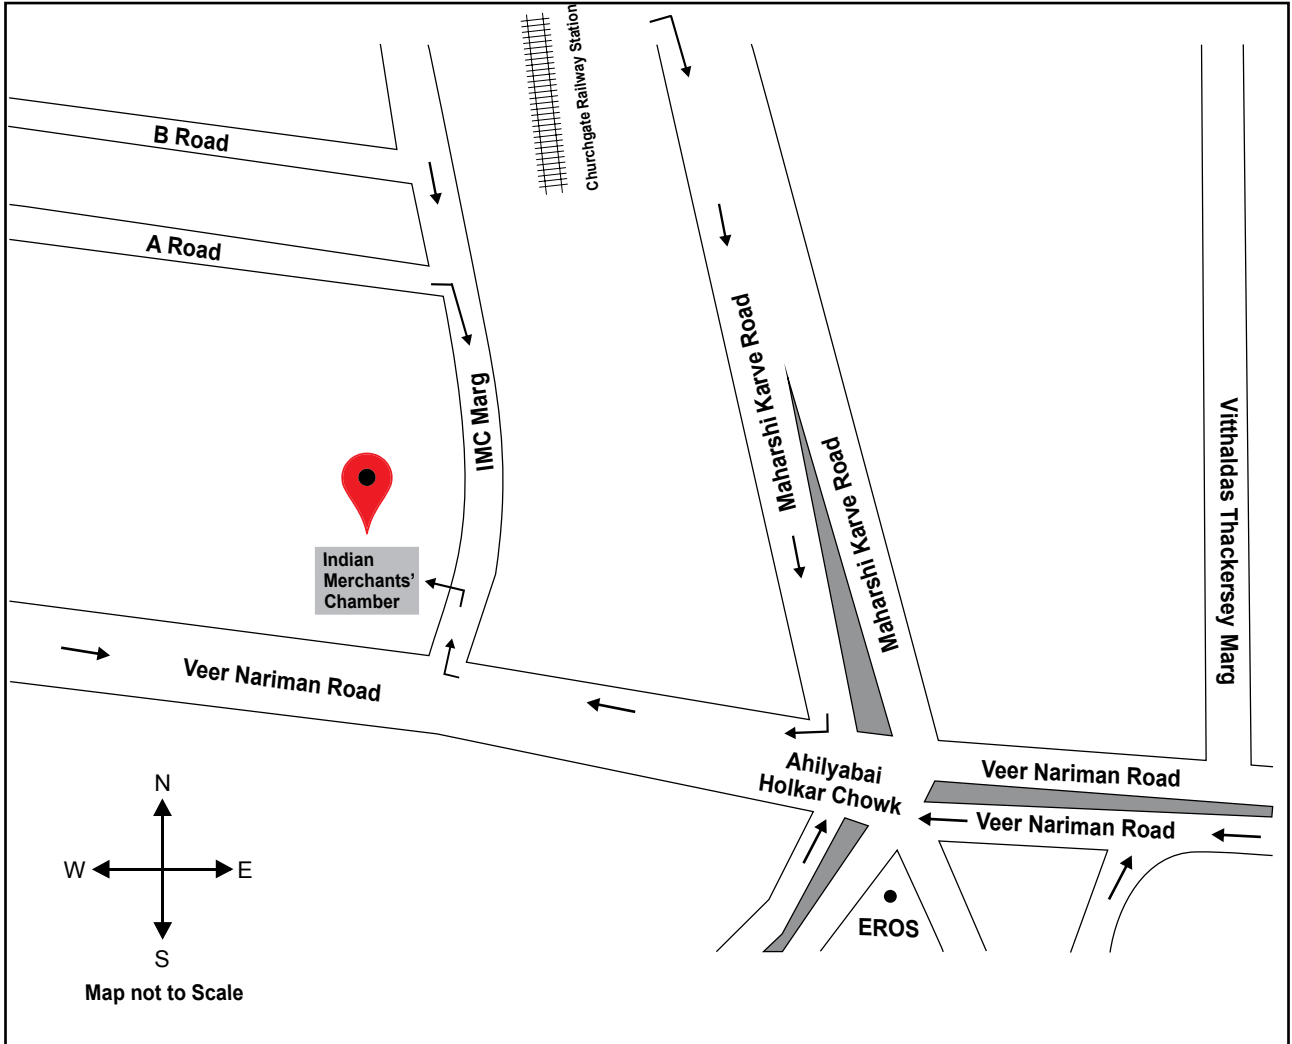 Churchgate Railway Station
B Road
A Road
IMC Marg
Maharshi Karve Road
Maharshi Karve Road
Vitthaldas Thackersey Marg
Indian
Merchants’
Chamber
Veer Nariman Road
Ahilyabai
Holkar Chowk
Veer Nariman Road
Veer Nariman Road
EROS
N
W
E
S
Map not to Scale